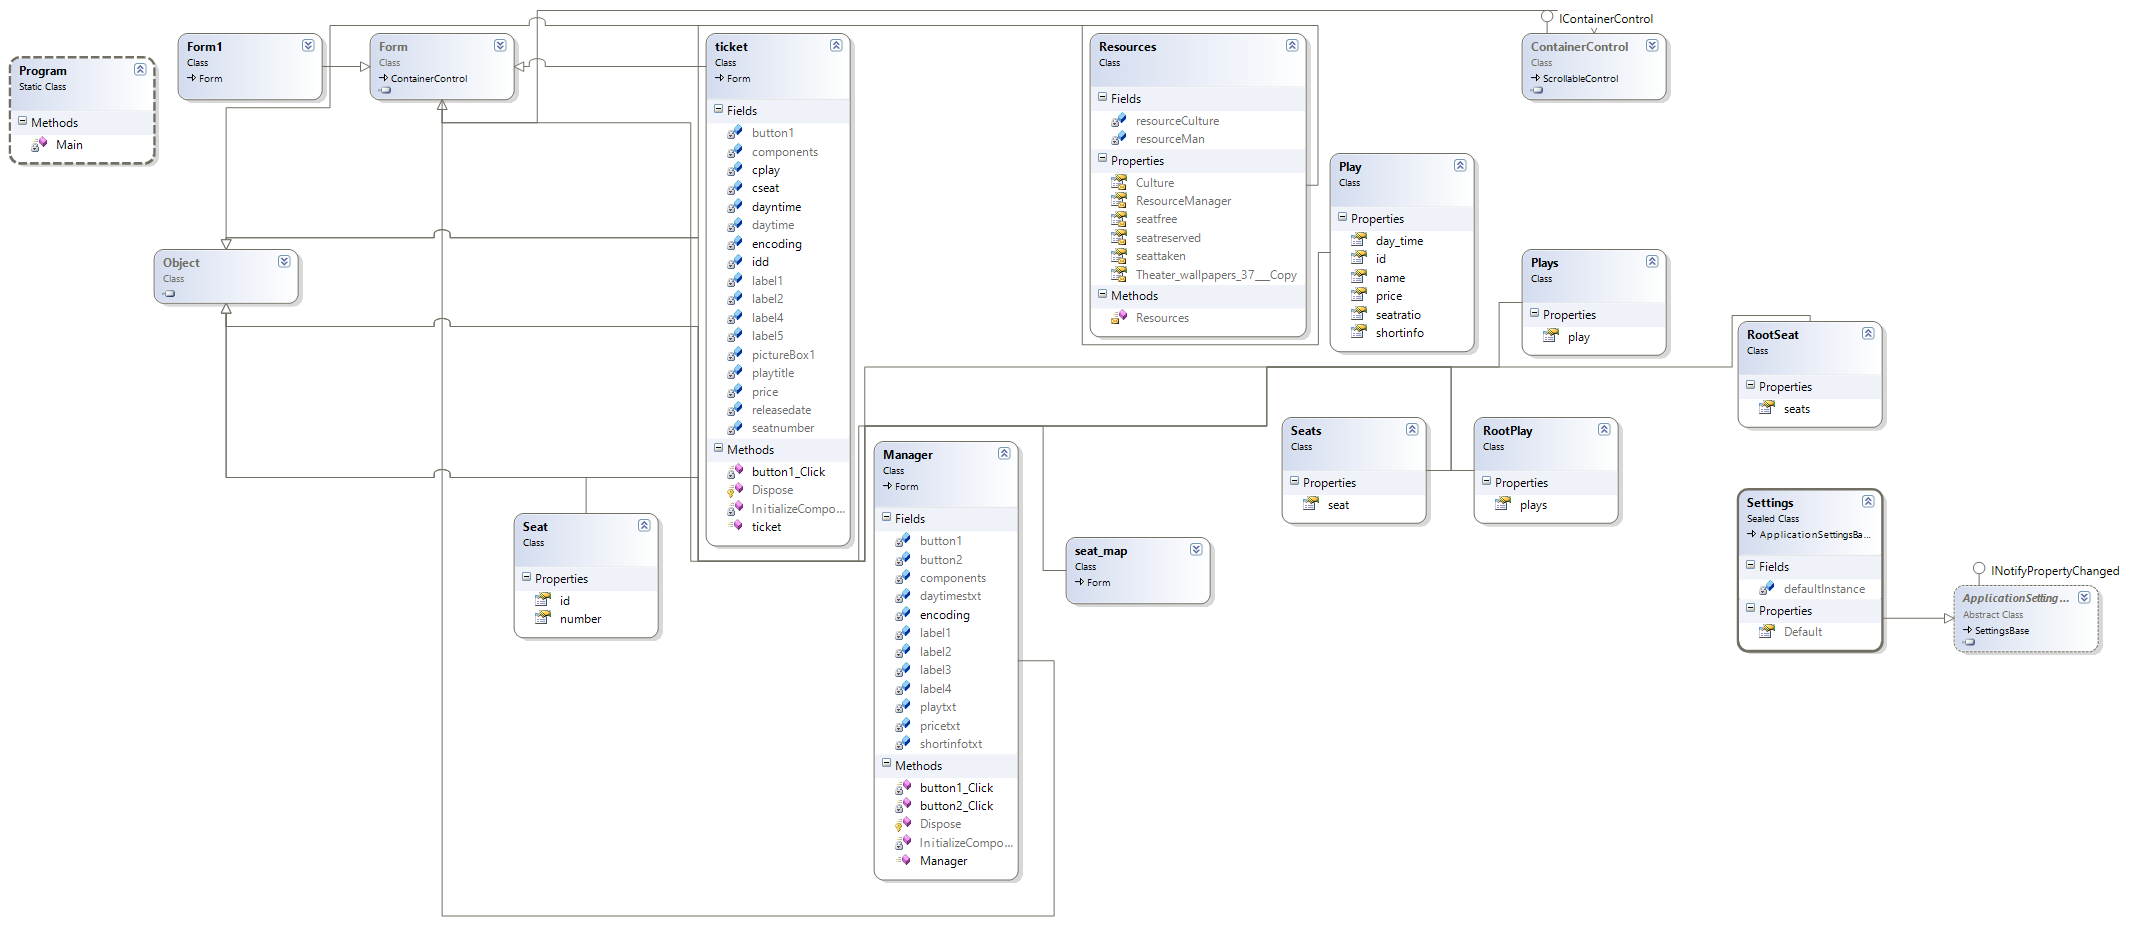 Program
Static Class
Methods
Main
Form1
Class
Form
Form
Class
ContainerControl
Object
Class
ticket
Class
Form
Fields
button1
components
cplay
cseat
dayntime
daytime
encoding
idd
label1
label2
label4
label5
pictureBox1
playtitle
price
releasedate
seatnumber
Methods
button1_Click
Dispose
InitializeCompo...
ticket
Seat
Class
Properties
id
number
Manager
Class
Form
Fields
button1
button2
components
daytimestxt
encoding
label1
label2
label3
label4
playtxt
pricetxt
shortinfotxt
Methods
button1_Click
button2_Click
Dispose
InitializeCompo...
Manager
Resources
Class
Fields
resourceCulture
resourceMan
Properties
Culture
ResourceManager
seatfree
seatreserved
seattaken
Theater_wallpapers_37___Copy
Methods
Resources
seat_map
Class
Form
Play
Class
Properties
day_time
id
name
price
seatratio
shortinfo
Seats
Class
Properties
seat
RootPlay
Class
Properties
plays
IContainerControl
ContainerControl
Class
ScrollableControl
Plays
Class
Properties
play
RootSeat
Class
Properties
seats
Settings
Sealed Class
ApplicationSettingsBa...
Fields
defaultInstance
Properties
Default
INotifyPropertyChanged
ApplicationSetting...
Abstract Class
SettingsBase